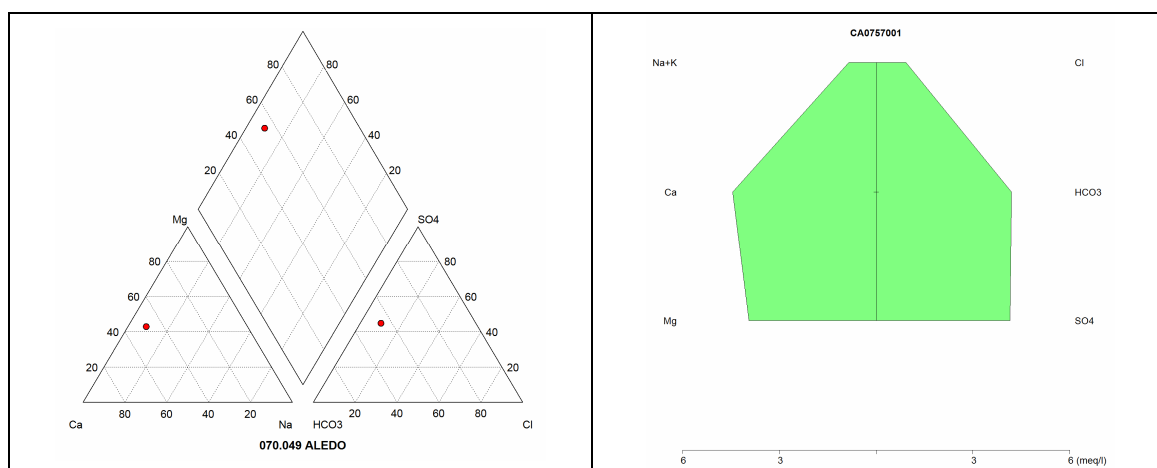 80 80
60 60
40 40
20 20
Mg SO4
80 80
60 60
40 40
20 20
80 60 40 20 20 40 60 80
Ca Na HCO3 Cl
070.049 ALEDO
CA0757001
Na+K Cl
Ca HCO3
Mg SO4
6 3 3 6 (meq/l)